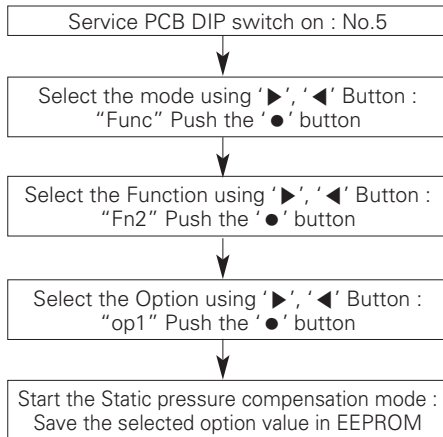 Service PCB DIP switch on : No.5
Select the mode using ‘▶’, ‘◀’ Button :
“Func” Push the ‘●’ button
Select the Function using ‘▶’, ‘◀’ Button :
“Fn2” Push the ‘●’ button
Select the Option using ‘▶’, ‘◀’ Button :
“op1” Push the ‘●’ button
Start the Static pressure compensation mode :
Save the selected option value in EEPROM